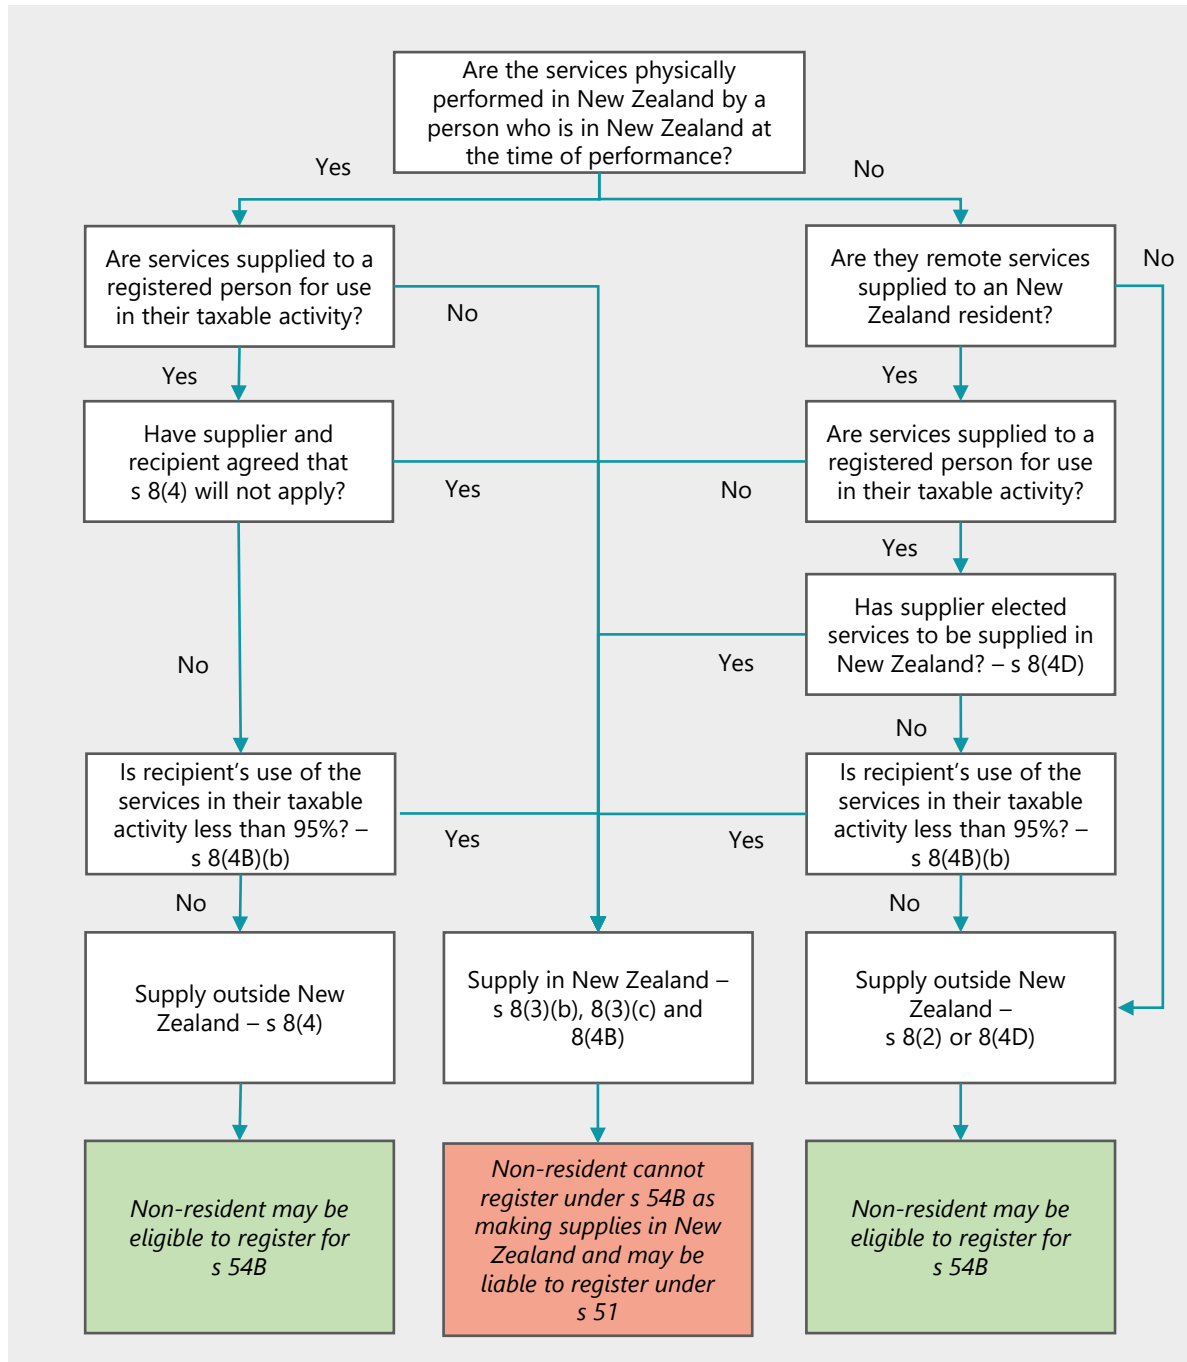 Are the services physically
performed in New Zealand by a
person who is in New Zealand at
the time of performance?
Yes
No
Are services supplied to a
registered person for use
in their taxable activity?
No
Are they remote services
supplied to an New
Zealand resident?
No
Yes
Yes
Have supplier and
recipient agreed that
s 8(4) will not apply?
Yes
No
Are services supplied to a
registered person for use
in their taxable activity?
Yes
Has supplier elected
services to be supplied in
New Zealand? – s 8(4D)
No
Yes
No
Is recipient’s use of the
services in their taxable
activity less than 95%? –
s 8(4B)(b)
Yes
Yes
Is recipient’s use of the
services in their taxable
activity less than 95%? –
s 8(4B)(b)
No
No
Supply outside New
Zealand – s 8(4)
Supply in New Zealand –
s 8(3)(b), 8(3)(c) and
8(4B)
Supply outside New
Zealand –
s 8(2) or 8(4D)
Non-resident may be
eligible to register for
s 54B
Non-resident cannot
register under s 54B as
making supplies in New
Zealand and may be
liable to register under
s 51
Non-resident may be
eligible to register for
s 54B